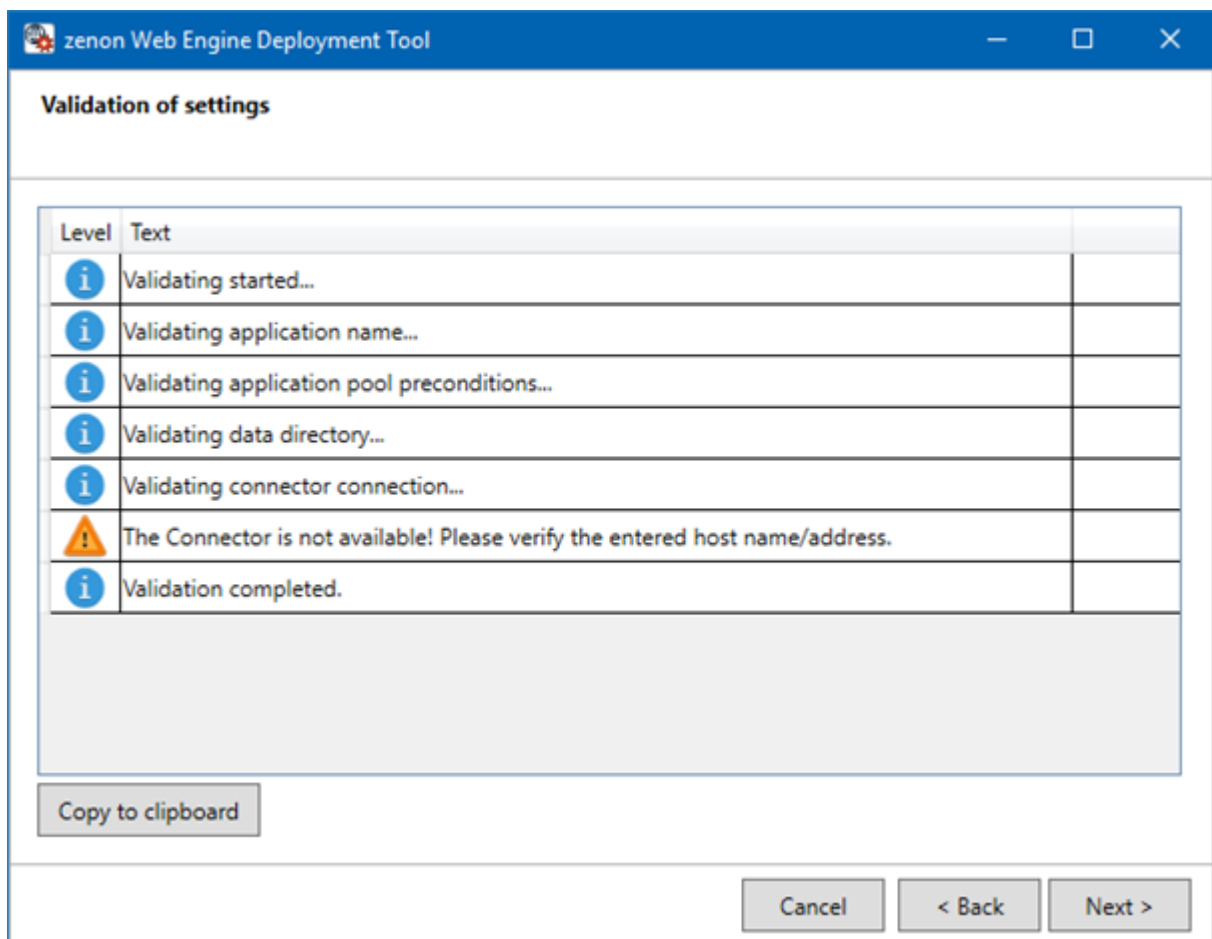 zenon Web Engine Deployment Tool
Validation of settings
Level Text
Validating started...
Validating application name...
Validating application pool preconditions...
Validating data directory...
Validating connector connection...
The Connector is not available! Please verify the entered host name/address.
Validation completed.
Copy to clipboard
Cancel < Back Next >